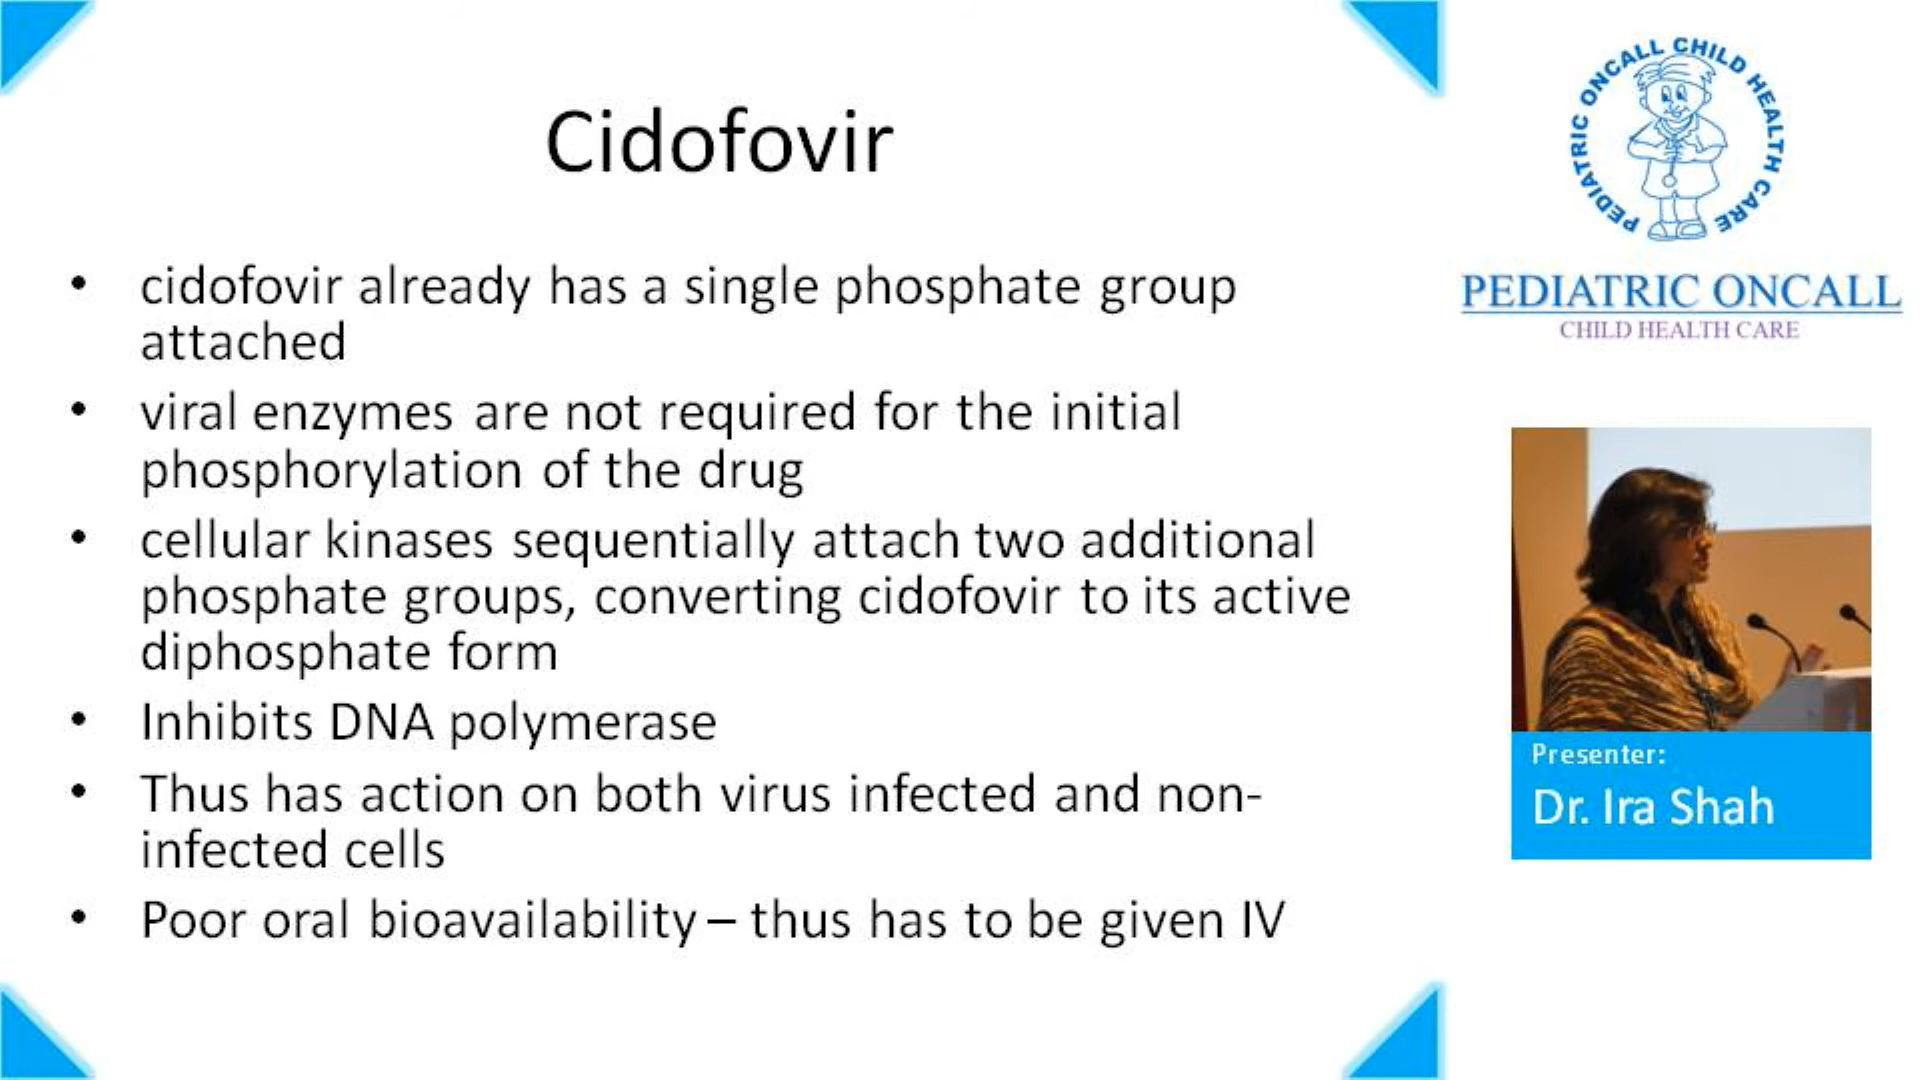 Cidofovir
• cidofovir already has a single phosphate group
attached
• viral enzymes are not required for the initial
phosphorylation of the drug
• cellular kinases sequentially attach two additional
phosphate groups, converting cidofovir to its active
diphosphate form
• Inhibits DNA polymerase
• Thus has action on both virus infected and non-
infected cells
• Poor oral bioavailability – thus has to be given IV
PEDIATRIC ONCALL CHILD HEALTH CARE
PEDIATRIC ONCALL
CHILD HEALTH CARE
Presenter:
Dr. Ira Shah